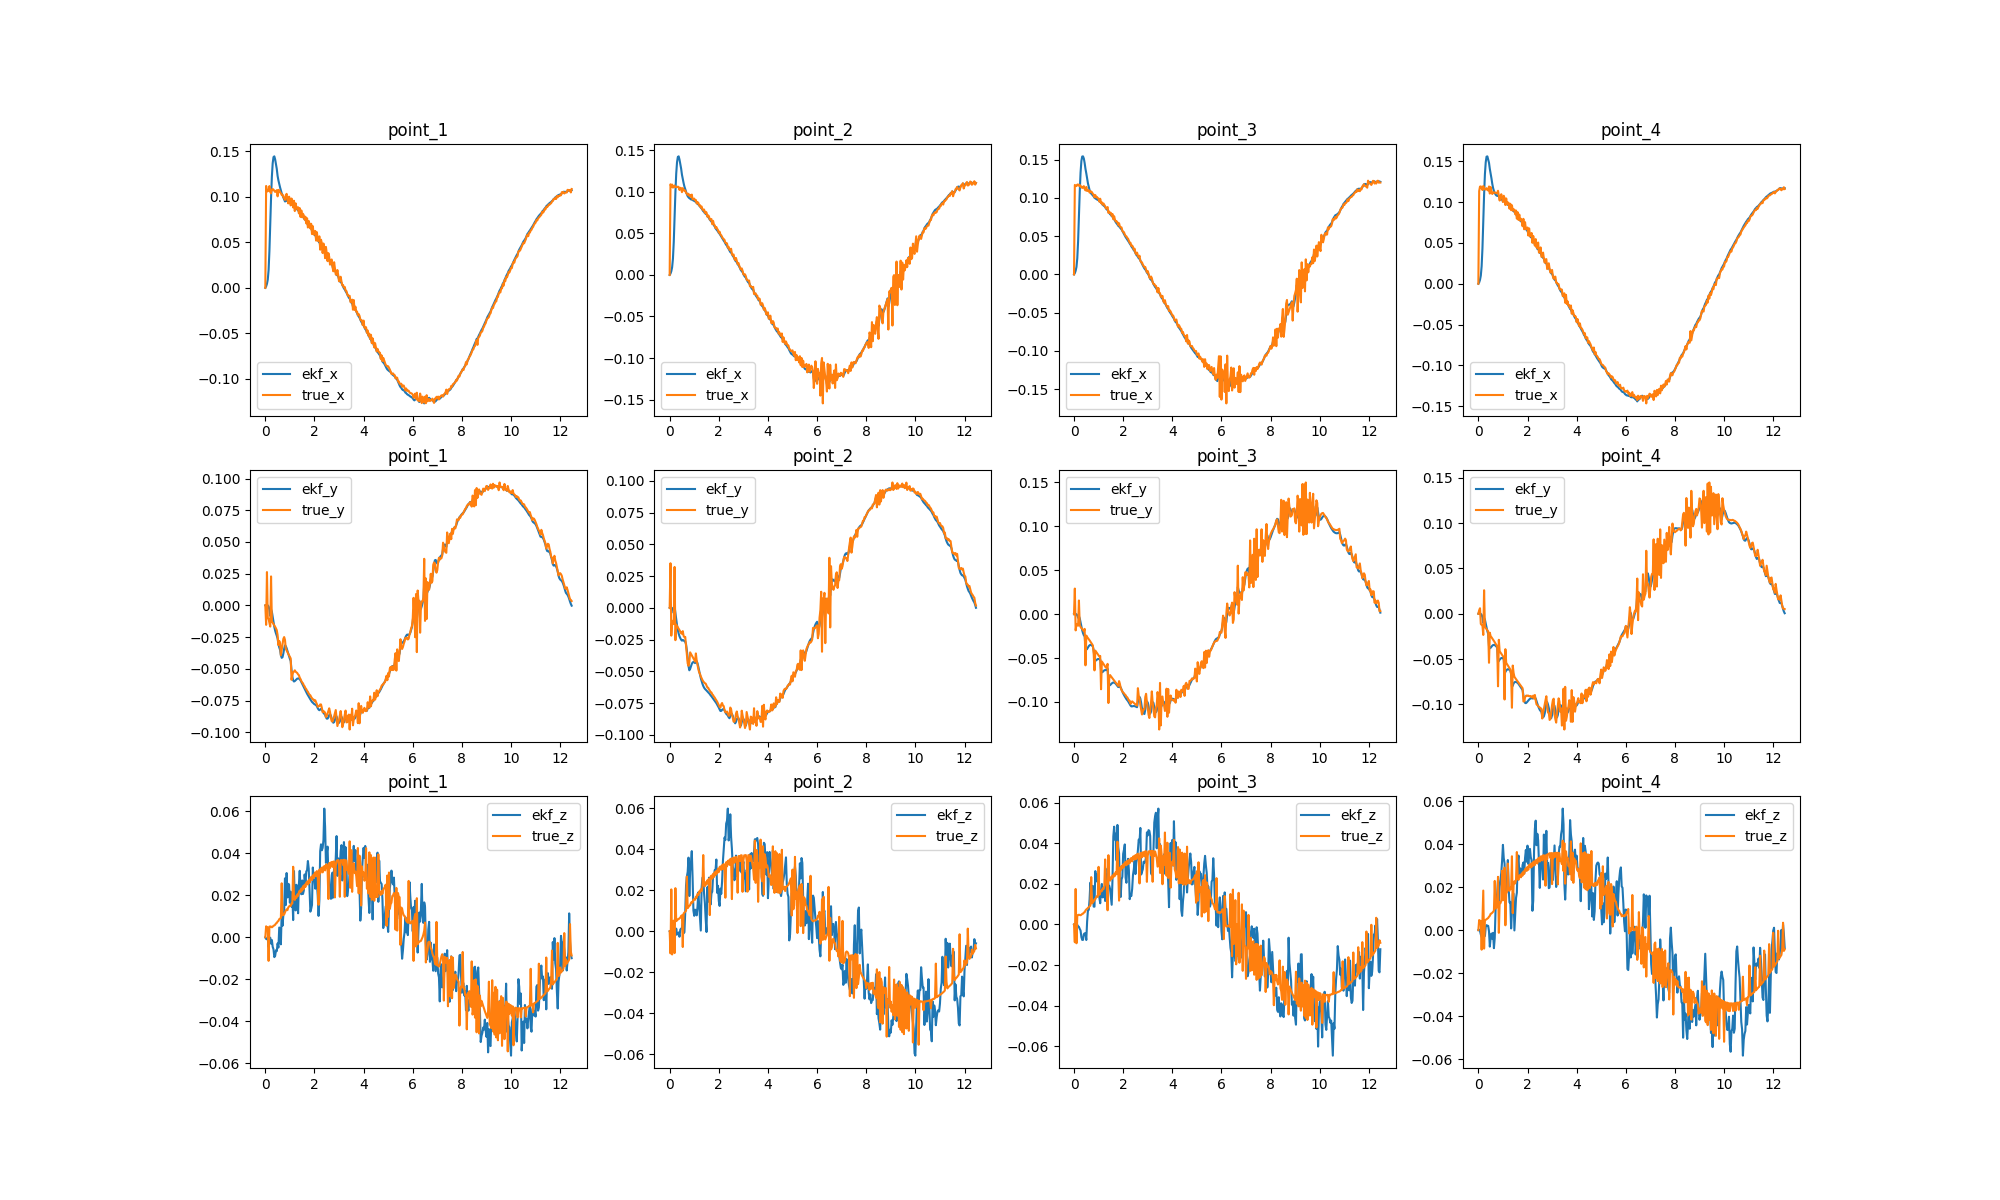 point_1 point_2 point_3 point_4
0.15 0.10 0.05 0.00 −0.05 −0.10
ekf_x
true_x
0 2 4 6 8 10 12
0.15 0.10 0.05 0.00 −0.05 −0.10 −0.15
ekf_x
true_x
0 2 4 6 8 10 12
0.15 0.10 0.05 0.00 −0.05 −0.10 −0.15
ekf_x
true_x
0 2 4 6 8 10 12
0.15 0.10 0.05 0.00 −0.05 −0.10 −0.15
ekf_x
true_x
0 2 4 6 8 10 12
point_1 point_2 point_3 point_4
0.100 0.075 0.050 0.025 0.000 −0.025 −0.050 −0.075 −0.100
ekf_y
true_y
0 2 4 6 8 10 12
0.100 0.075 0.050 0.025 0.000 −0.025 −0.050 −0.075 −0.100
ekf_y
true_y
0 2 4 6 8 10 12
0.15 0.10 0.05 0.00 −0.05 −0.10
ekf_y
true_y
0 2 4 6 8 10 12
0.15 0.10 0.05 0.00 −0.05 −0.10
ekf_y
true_y
0 2 4 6 8 10 12
point_1 point_2 point_3 point_4
0.06 0.04 0.02 0.00 −0.02 −0.04 −0.06
ekf_z
true_z
0 2 4 6 8 10 12
0.06 0.04 0.02 0.00 −0.02 −0.04 −0.06
ekf_z
true_z
0 2 4 6 8 10 12
0.06 0.04 0.02 0.00 −0.02 −0.04 −0.06
ekf_z
true_z
0 2 4 6 8 10 12
0.06 0.04 0.02 0.00 −0.02 −0.04 −0.06
ekf_z
true_z
0 2 4 6 8 10 12